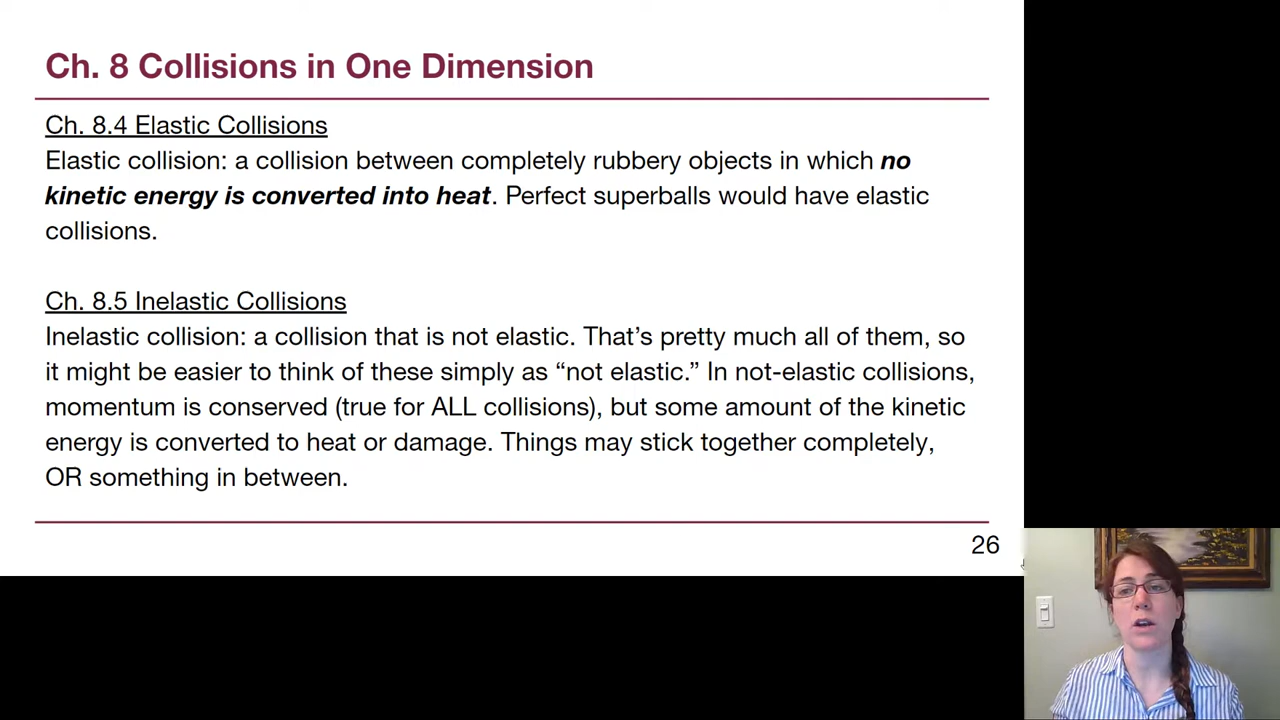 Ch. 8 Collisions in One Dimension
Ch. 8.4 Elastic Collisions
Elastic collision: a collision between completely rubbery objects in which no
kinetic energy is converted into heat. Perfect superballs would have elastic
collisions.
Ch. 8.5 Inelastic Collisions
Inelastic collision: a collision that is not elastic. That’s pretty much all of them, so
it might be easier to think of these simply as “not elastic.” In not-elastic collisions,
momentum is conserved (true for ALL collisions), but some amount of the kinetic
energy is converted to heat or damage. Things may stick together completely,
OR something in between.
26